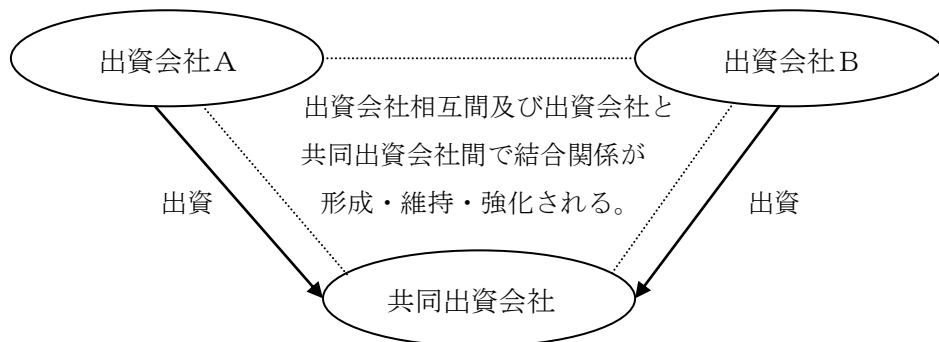 出資会社A
出資会社B
出資会社相互間及び出資会社と
共同出資会社間で結合関係が
形成・維持・強化される。
出資
出資
共同出資会社